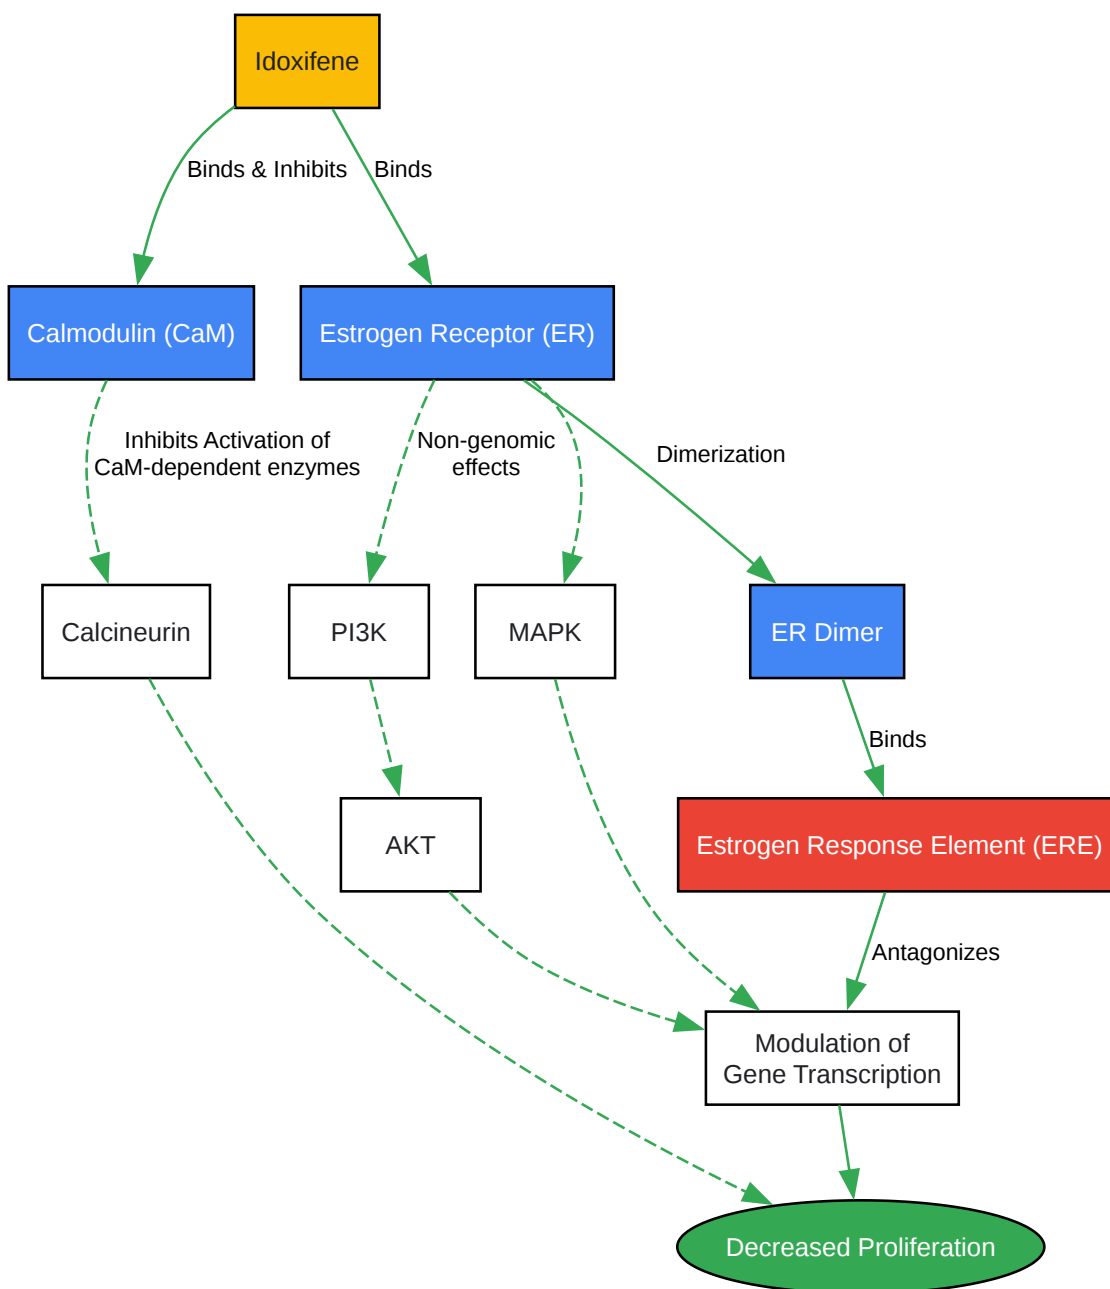 Idoxifene
Binds & Inhibits
Binds
Calmodulin (CaM)
Estrogen Receptor (ER)
Inhibits Activation of
CaM-dependent enzymes
Non-genomic
effects
Dimerization
Calcineurin
PI3K
MAPK
ER Dimer
Binds
AKT
Estrogen Response Element (ERE)
Antagonizes
Modulation of
Gene Transcription
Decreased Proliferation